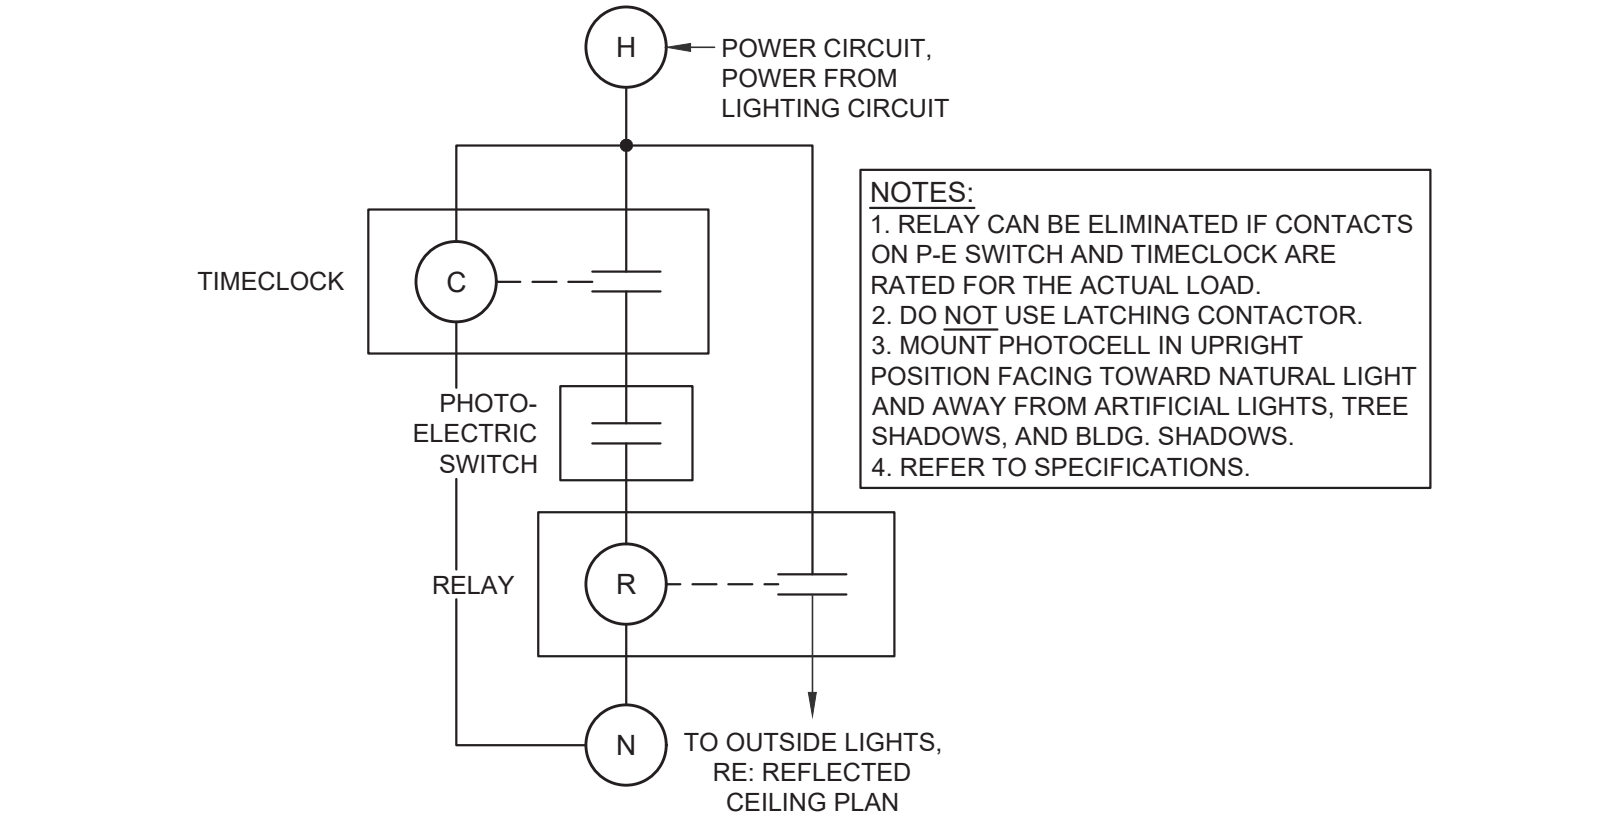 H
POWER CIRCUIT,
POWER FROM
LIGHTING CIRCUIT
TIMECLOCK
C
PHOTO-
ELECTRIC
SWITCH
RELAY
R
N
TO OUTSIDE LIGHTS,
RE: REFLECTED
CEILING PLAN
NOTES:
1. RELAY CAN BE ELIMINATED IF CONTACTS
ON P-E SWITCH AND TIMECLOCK ARE
RATED FOR THE ACTUAL LOAD.
2. DO NOT USE LATCHING CONTACTOR.
3. MOUNT PHOTOCELL IN UPRIGHT
POSITION FACING TOWARD NATURAL LIGHT
AND AWAY FROM ARTIFICIAL LIGHTS, TREE
SHADOWS, AND BLDG. SHADOWS.
4. REFER TO SPECIFICATIONS.